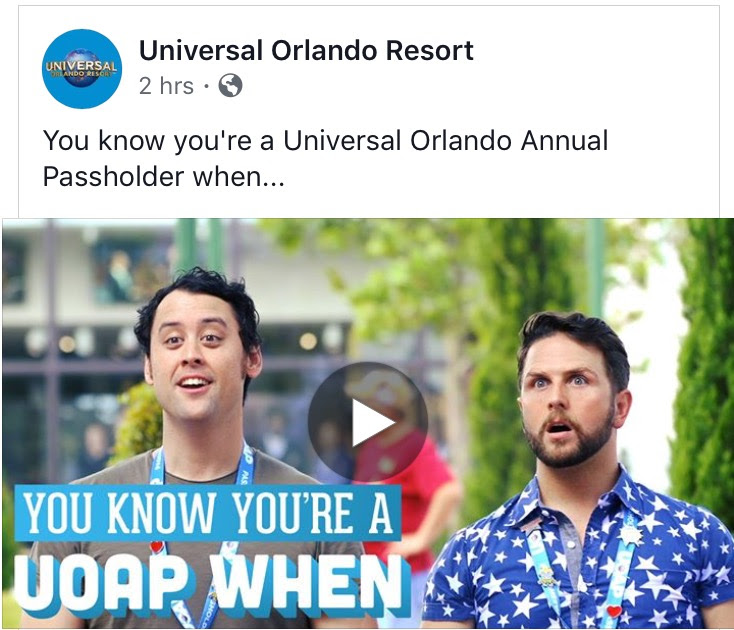 UNIVERSAL
ORLANDO RESORT
Universal Orlando Resort
2 hrs ·
You know you're a Universal Orlando Annual
Passholder when...
YOU KNOW YOU'RE A
UOAP WHEN